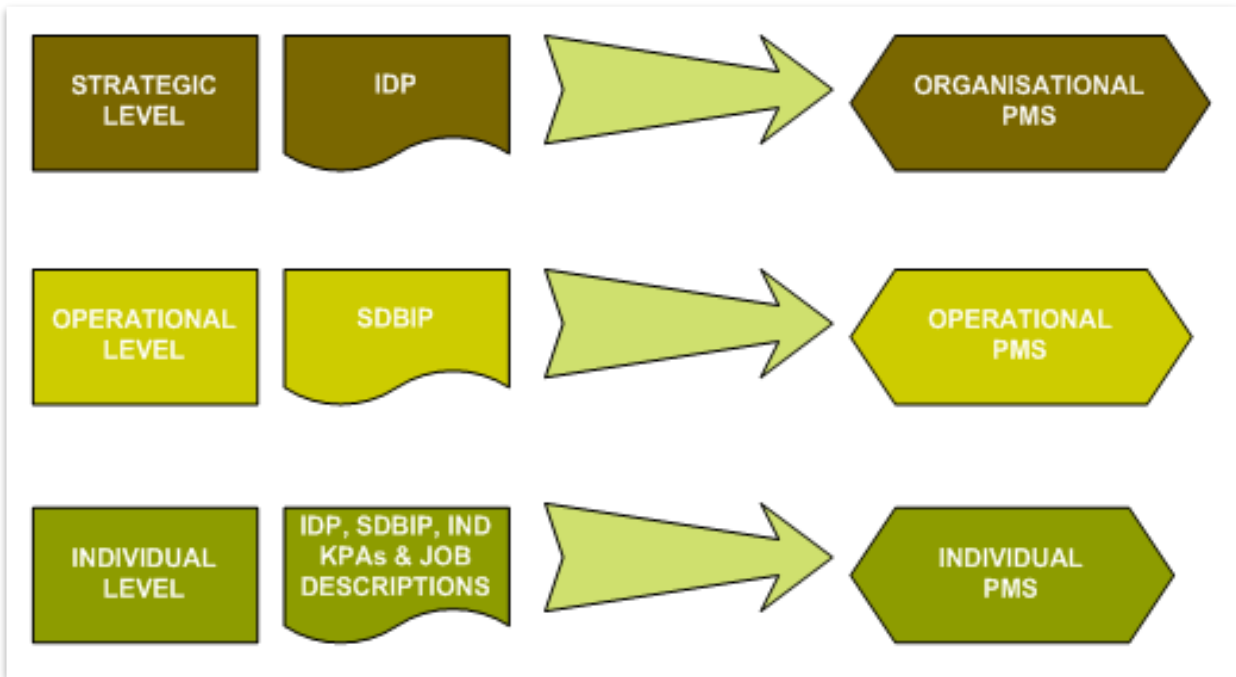 STRATEGIC
LEVEL
IDP
ORGANISATIONAL
PMS
OPERATIONAL
LEVEL
SDBIP
OPERATIONAL
PMS
INDIVIDUAL
LEVEL
IDP, SDBIP, IND
KPAs & JOB
DESCRIPTIONS
INDIVIDUAL
PMS